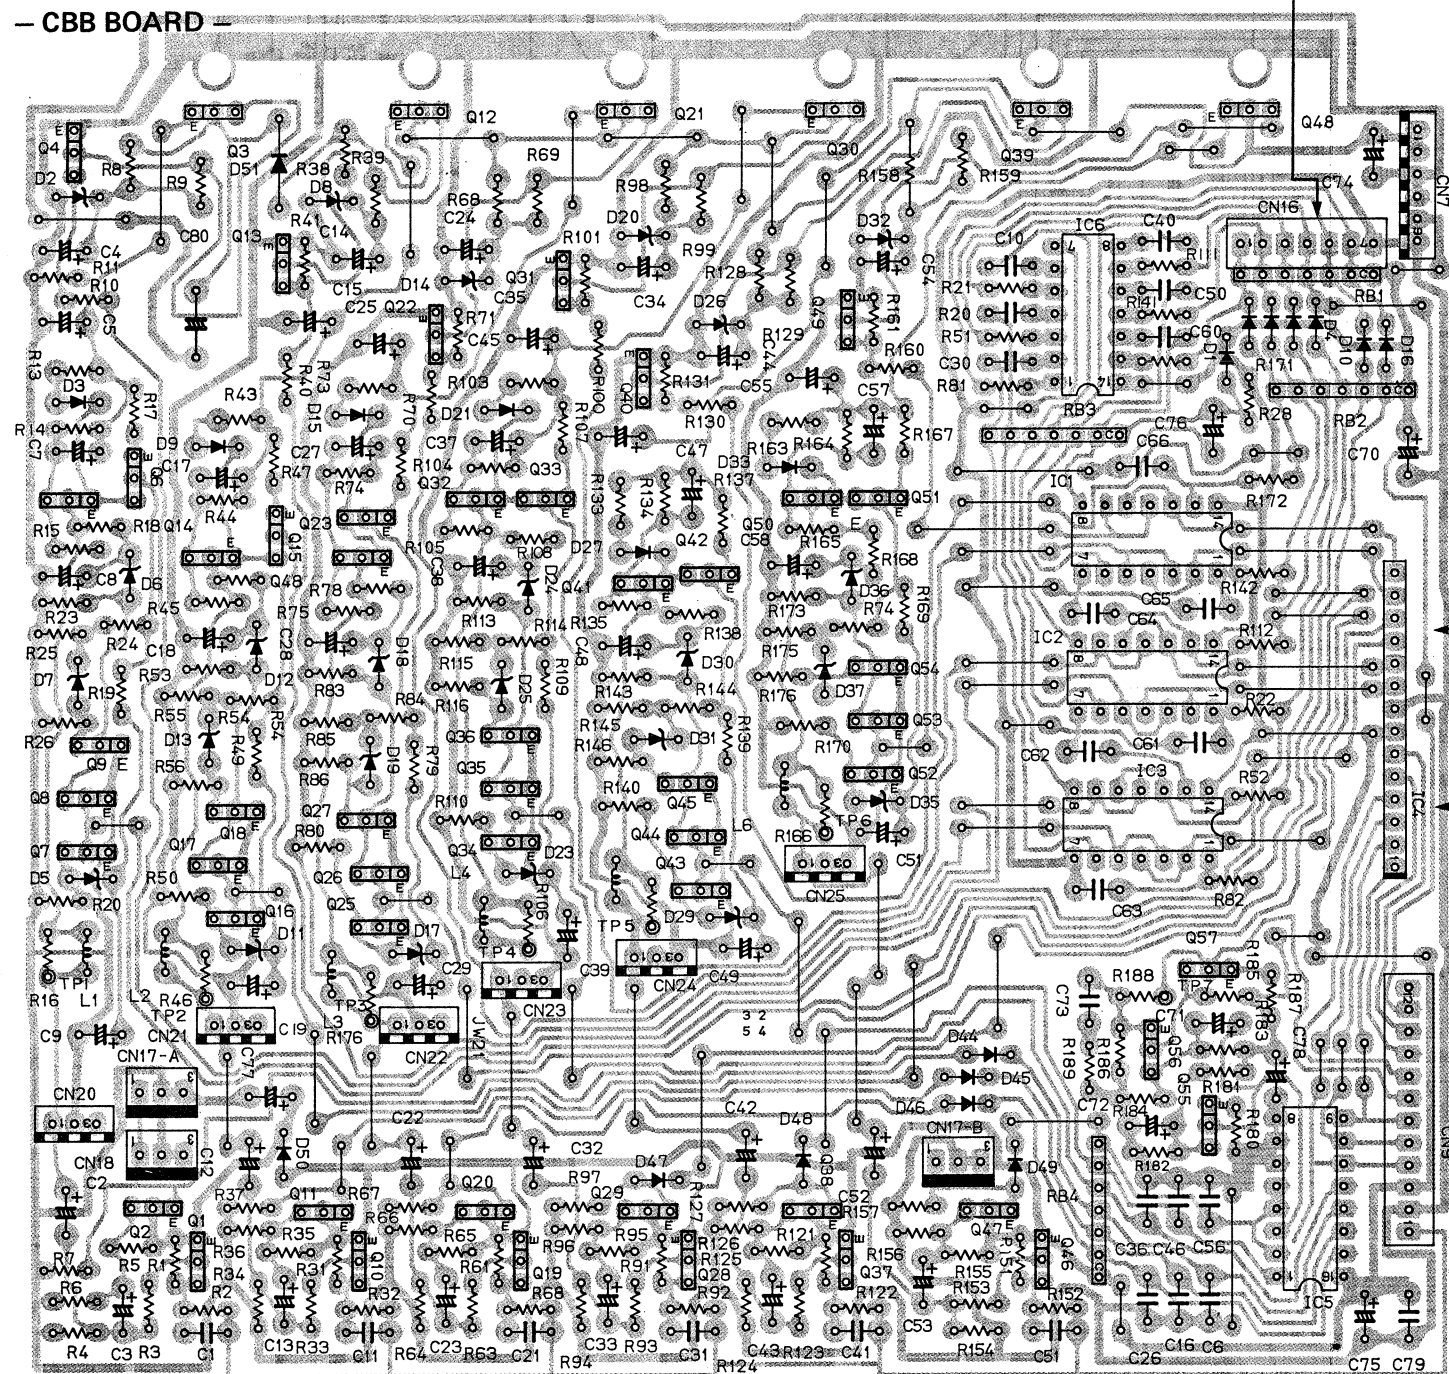 – CBB BOARD –
E Q12 E Q21 E E E Q48
Q4 R8 Q3 R38 R39 R69 Q30 Q39
D2 R9 D51 D8 R68 R98 R158 R159 C74 CN17
R41 C24 D20 D32 CN16
C80 Q13 C14 R101 R99 IC6 C40
C4 R128 C54 C10 R111
R11 D14 Q31 R21 C50
R10 C15 C35 C34 D26 R141 RB1
C5 C25 Q22 R71 Q49 R161 R20
C45 R129 R51 C60 D4
R13 C44 R160 C30 D1 R171 D10 D16
D3 R40 R73 R103 R100 Q40 R131 C55 C57 R81
R17 R43 D15 R70 D21 R107 R130 RB3 R28 RB2
R14 D9 C27 C37 R163 R164 R167 C76 C66
C7 C17 R47 R104 Q33 C47 D33 C70
Q6 R74 Q32 R133 R134 R137 IC1 R172
R15 R18 Q14 R44 Q23 Q50 Q51
Q15 R105 R108 D27 Q42 C58 R165 R168
C8 D6 Q48 R78 C38 D24 Q41 D36 R169 R142
R23 R45 R75 R113 R114 R135 R173 R74 C65
R24 C18 C28 D18 R138 C64 IC2 R112
R25 R53 R115 C48 D30 R175 Q54
D7 R19 D12 R83 R116 D25 R109 R143 R144 R176 D37
R55 R54 R54 R84 R145 Q53 R22
R26 D13 R49 R85 Q36 R146 D31 R139 R170 C62 C61
Q9 R56 R86 D19 R79 Q35 R140 Q52 IC3 R52
Q8 Q27 R110 Q45 D35 IC4
Q18 R80 Q44 L6 R166 TP6
Q7 Q17 Q34 D23 Q43 C51
D5 R50 Q26 L4 CN25 R82
R20 Q16 Q25 R106 D29 C63
D11 D17 TP4 TP5 Q57
TP1 C29 C39 CN24 C49 R188 TP7 R185 R187
R16 L1 L2 R46 TP3 CN23 C73 C71 R183 C78
TP2 C19 L3
C9 CN21 R176 CN22 JW21 3 2
5 4 D44 R189 R186 Q56
CN17-A C77 D45 Q55 R181
CN20 C22 C42 D48 D46 C72 R184 R180
CN18 C12 D50 C32 CN17-B R182 CN19
C2 R97 D47 Q38 D49
R37 Q11 R67 Q20 Q29 R127 C52 RB4
Q2 Q1 R66 R157 Q47
R7 R5 R1 R36 R35 R65 R96 R95 R126 R121 R156 R151 Q46 C36 C46 C56
R6 R34 R31 Q10 R61 Q19 R91 R125 Q28 Q37 R155
R2 R32 R68 R92 R122 R153 R152 IC5
R4 C3 R3 C1 C13 R33 C11 R64 C23 R63 C21 C33 R93 C31 C43 R123 C41 C53 R154 C51 C16 C6
R94 R124 C26 C75 C79